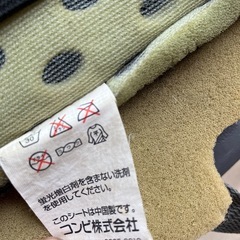 30
蛍光増白剤を含まない洗剤
を使用してください。
このシートは中国製です。
コンビ株式会社